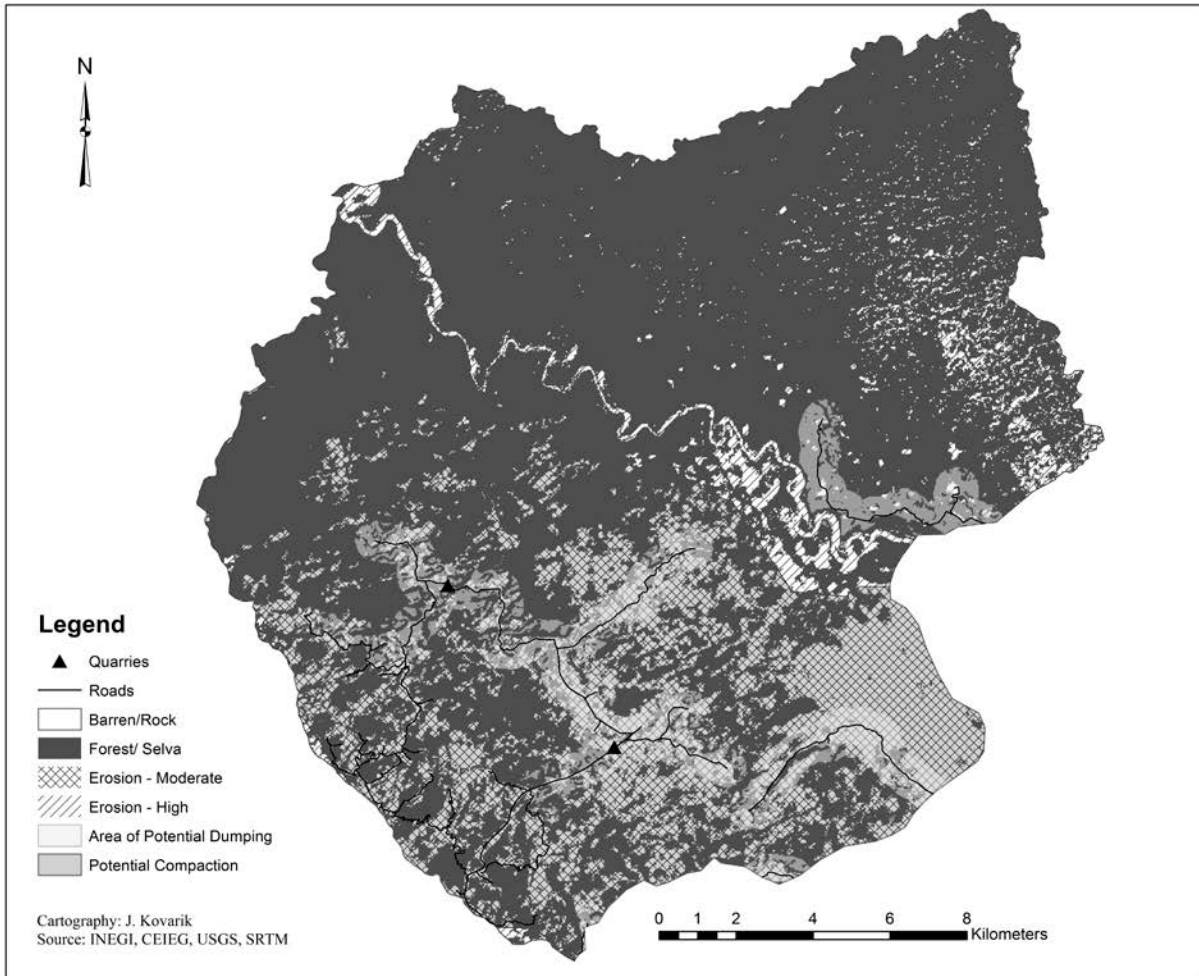 N
Legend
Quarries
Roads
Barren/Rock
Forest/ Selva
Erosion - Moderate
Erosion - High
Area of Potential Dumping
Potential Compaction
Cartography: J. Kovarik
Source: INEGI, CEIEG, USGS, SRTM
0 1 2 4 6 8
Kilometers